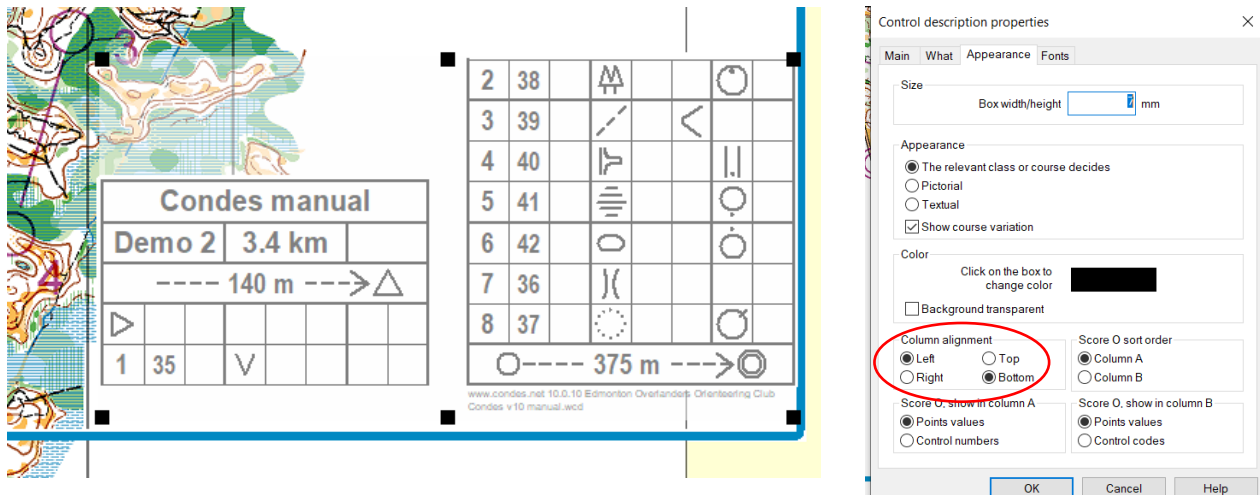 3
4
Condes manual
Demo 2 3.4 km
140 m
1 35
2 38
3 39
4 40
5 41
6 42
7 36
8 37
375 m
www.condes.net 10.0.10 Edmonton Overlanders Orienteering Club
Condes v10 manual.wcd
Control description properties
Main What Appearance Fonts
Size
Box width/height 7 mm
Appearance
The relevant class or course decides
Pictorial
Textual
Show course variation
Color
Click on the box to
change color
Background transparent
Column alignment
Left Top
Right Bottom
Score O sort order
Column A
Column B
Score O, show in column A
Points values
Control numbers
Score O, show in column B
Points values
Control codes
OK Cancel Help